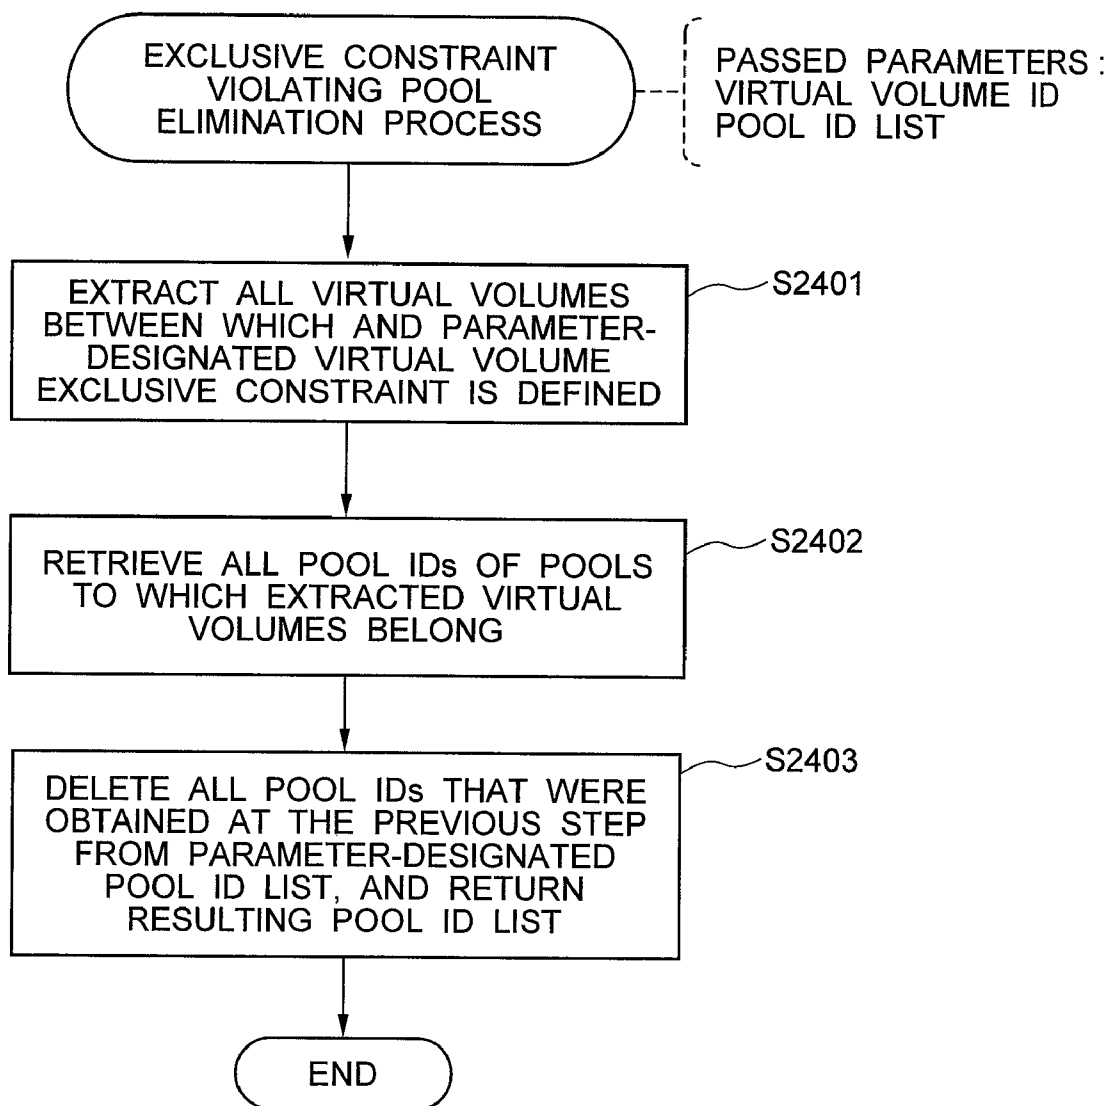 EXCLUSIVE CONSTRAINT
VIOLATING POOL
ELIMINATION PROCESS
PASSED PARAMETERS :
VIRTUAL VOLUME ID
POOL ID LIST
EXTRACT ALL VIRTUAL VOLUMES
BETWEEN WHICH AND PARAMETER-
DESIGNATED VIRTUAL VOLUME
EXCLUSIVE CONSTRAINT IS DEFINED
S2401
RETRIEVE ALL POOL IDs OF POOLS
TO WHICH EXTRACTED VIRTUAL
VOLUMES BELONG
S2402
DELETE ALL POOL IDs THAT WERE
OBTAINED AT THE PREVIOUS STEP
FROM PARAMETER-DESIGNATED
POOL ID LIST, AND RETURN
RESULTING POOL ID LIST
S2403
END